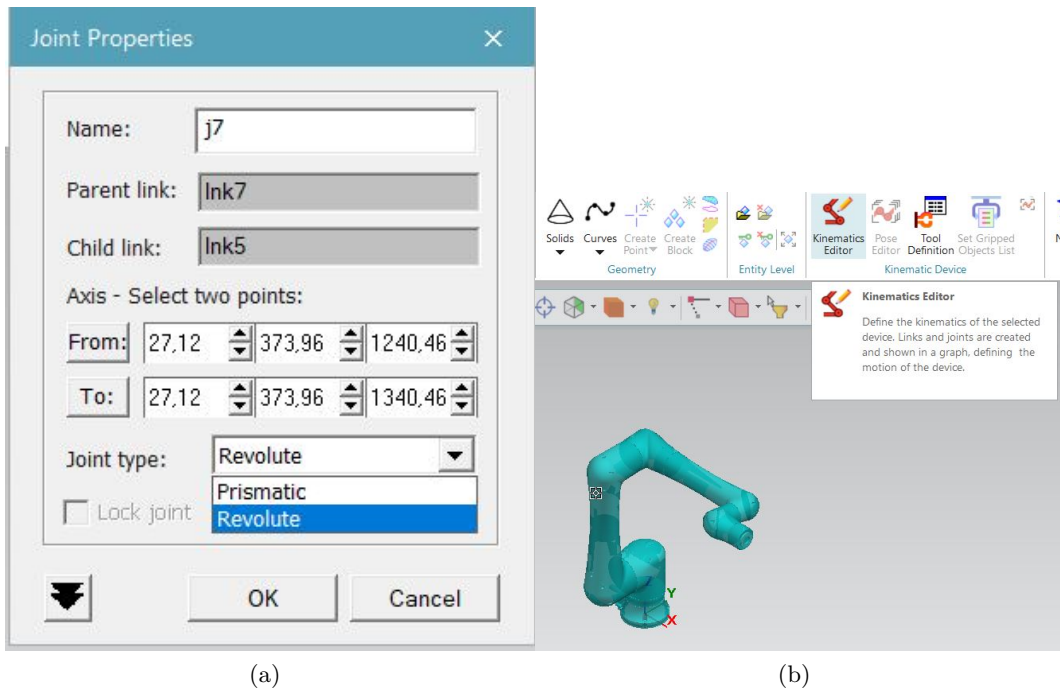 Joint Properties
Name: j7
Parent link: lnk7
Child link: lnk5
Axis - Select two points:
From: 27,12 373,96 1240,46
To: 27,12 373,96 1340,46
Joint type: Revolute
Prismatic
Revolute
Lock joint
OK Cancel
(a)
Solids Curves Create Point Create Block
Geometry
Entity Level
Kinematics Editor Pose Editor Tool Definition Set Gripped Objects List
Kinematic Device
Kinematics Editor
Define the kinematics of the selected
device. Links and joints are created
and shown in a graph, defining the
motion of the device.
Y
X
(b)